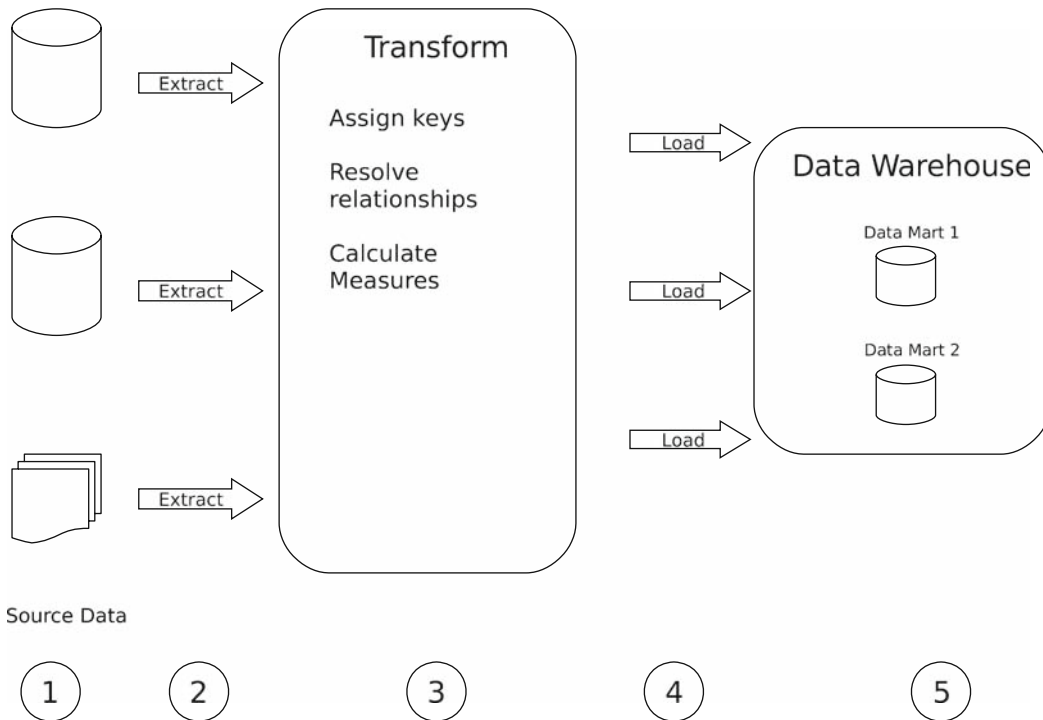 Transform
Extract
Assign keys
Resolve
relationships
Calculate
Measures
Extract
Extract
Load
Load
Load
Data Warehouse
Data Mart 1
Data Mart 2
Source Data
1
2
3
4
5